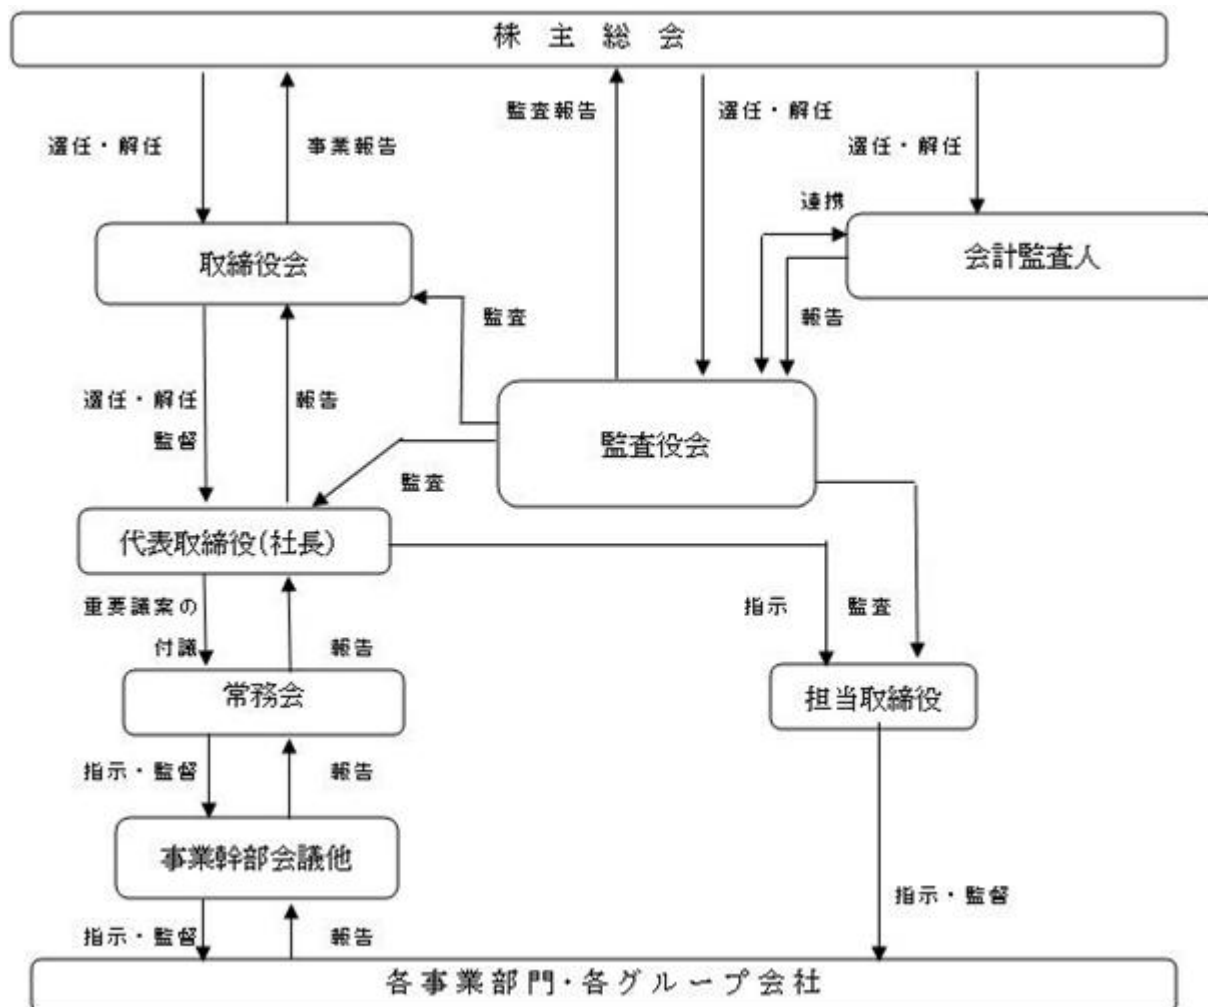 株主総会
監査報告
選任・解任
選任・解任
事業報告
選任・解任
連携
会計監査人
取締役会
監査
報告
選任・解任
報告
監督
監査役会
監査
代表取締役(社長)
重要議案の
指示
監査
付議
報告
常務会
担当取締役
指示・監督
報告
事業幹部会議他
指示・監督
指示・監督
報告
各事業部門・各グループ会社